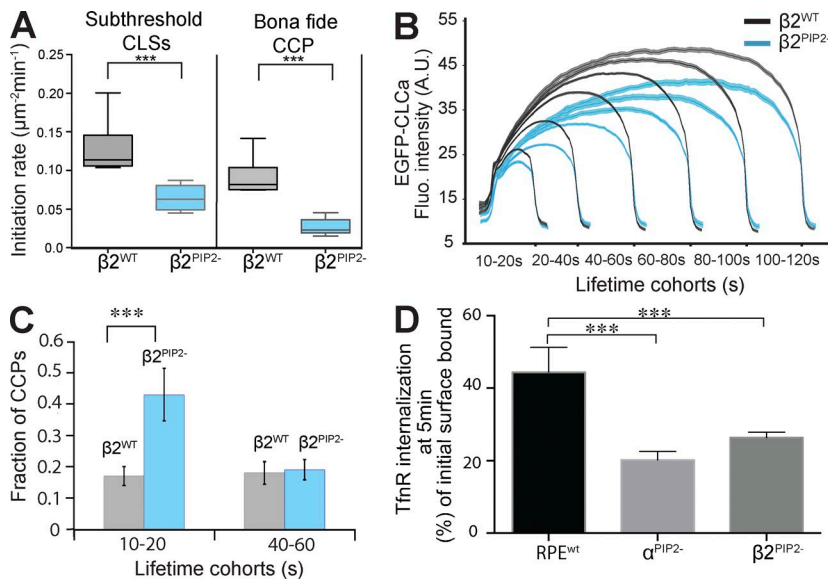 A
Subthreshold CLSs
Bona fide CCP
***
***
Initiation rate (μm⁻²min⁻¹)
0.25
0.20
0.15
0.10
0.05
0.0
β2ᵂᵀ
β2ᴾᴵᴾ²⁻
β2ᵂᵀ
β2ᴾᴵᴾ²⁻
B
β2ᵂᵀ
β2ᴾᴵᴾ²⁻
EGFP-CLCa
Fluo. intensity (A.U.)
55
45
35
25
15
5
10-20s 20-40s 40-60s 60-80s 80-100s 100-120s
Lifetime cohorts (s)
C
***
Fraction of CCPs
0.6
0.5
0.4
0.3
0.2
0.1
0
β2ᵂᵀ
β2ᴾᴵᴾ²⁻
β2ᵂᵀ
β2ᴾᴵᴾ²⁻
10-20
40-60
Lifetime cohorts (s)
D
***
***
TfnR internalization
at 5min
(%) of initial surface bound
60
40
20
0
RPEʷᵗ
αᴾᴵᴾ²⁻
β2ᴾᴵᴾ²⁻